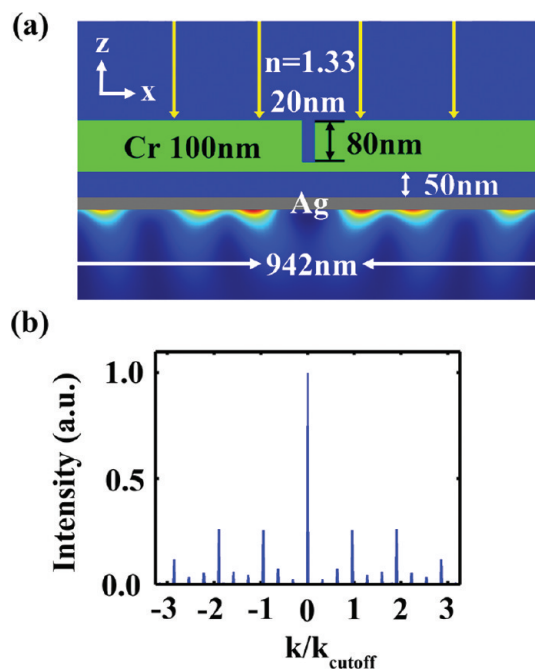 (a)
z
x
n=1.33
20nm
Cr 100nm
80nm
50nm
Ag
942nm
(b)
Intensity (a.u.)
1.0
0.5
0.0
-3 -2 -1 0 1 2 3
k/kcutoff